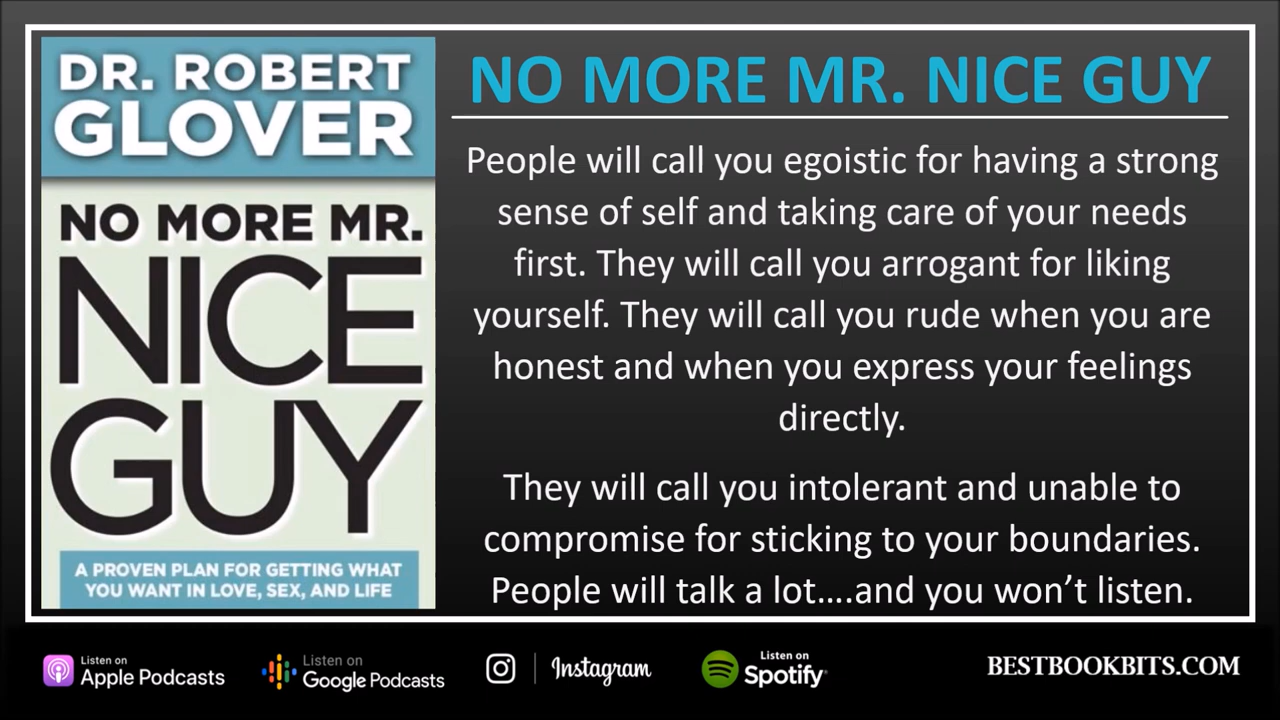 DR. ROBERT
GLOVER
NO MORE MR.
NICE
GUY
A PROVEN PLAN FOR GETTING WHAT
YOU WANT IN LOVE, SEX, AND LIFE
NO MORE MR. NICE GUY
People will call you egoistic for having a strong
sense of self and taking care of your needs
first. They will call you arrogant for liking
yourself. They will call you rude when you are
honest and when you express your feelings
directly.
They will call you intolerant and unable to
compromise for sticking to your boundaries.
People will talk a lot….and you won’t listen.
Listen on
Apple Podcasts
Listen on
Google Podcasts
Instagram
Listen on
Spotify
BESTBOOKBITS.COM